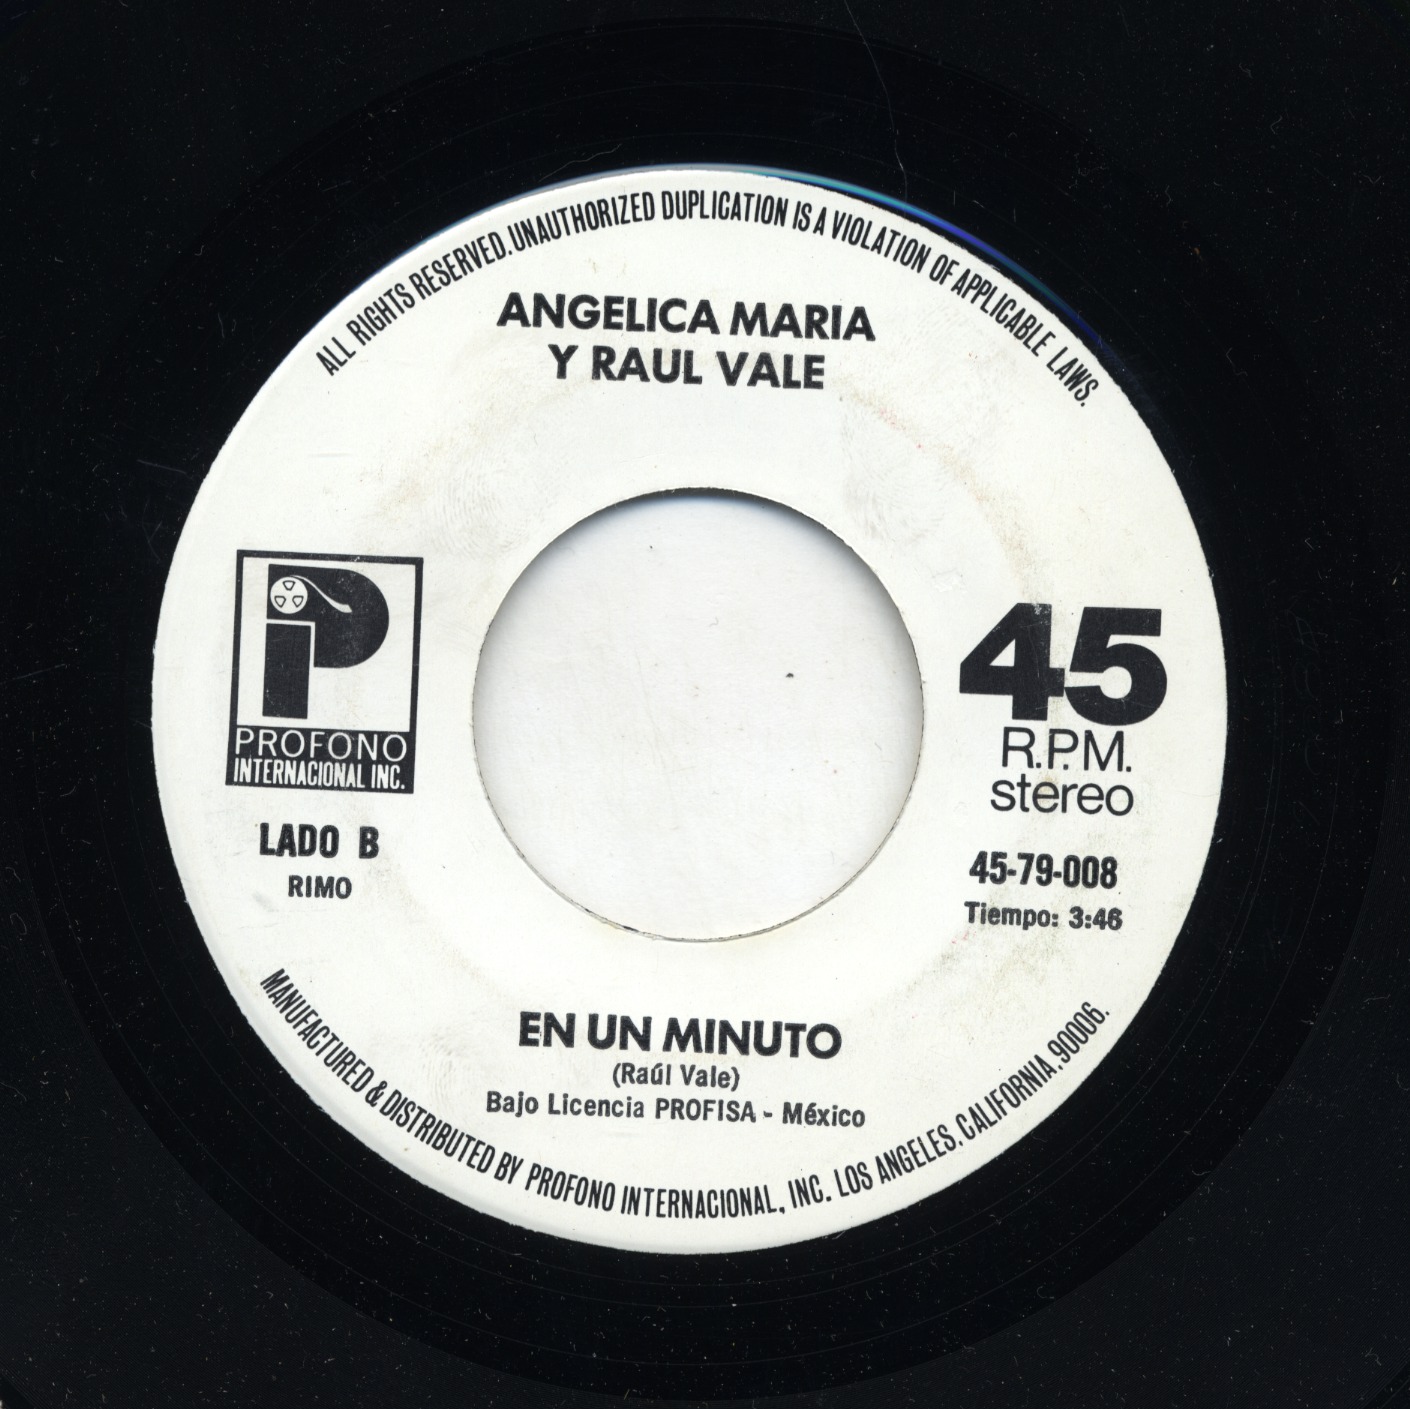 ALL RIGHTS RESERVED. UNAUTHORIZED DUPLICATION IS A VIOLATION OF APPLICABLE LAWS.
ANGELICA MARIA
Y RAUL VALE
PROFONO
INTERNACIONAL INC.
LADO B
RIMO
45
R.P.M.
stereo
45-79-008
Tiempo: 3:46
EN UN MINUTO
(Raúl Vale)
Bajo Licencia PROFISA - México
MANUFACTURED & DISTRIBUTED BY PROFONO INTERNACIONAL, INC. LOS ANGELES, CALIFORNIA, 90006.